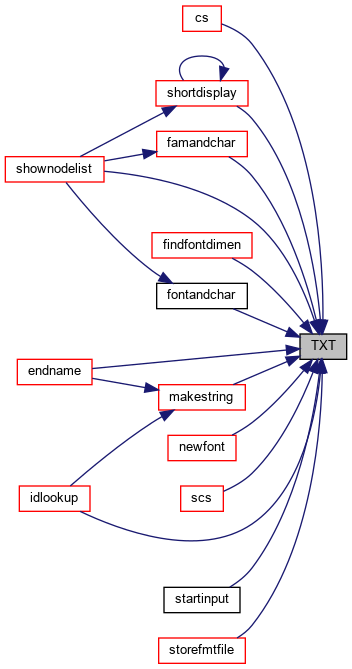 cs
shortdisplay
famandchar
shownodelist
findfontdimen
fontandchar
TXT
endname
makestring
newfont
idlookup
scs
startinput
storefmtfile